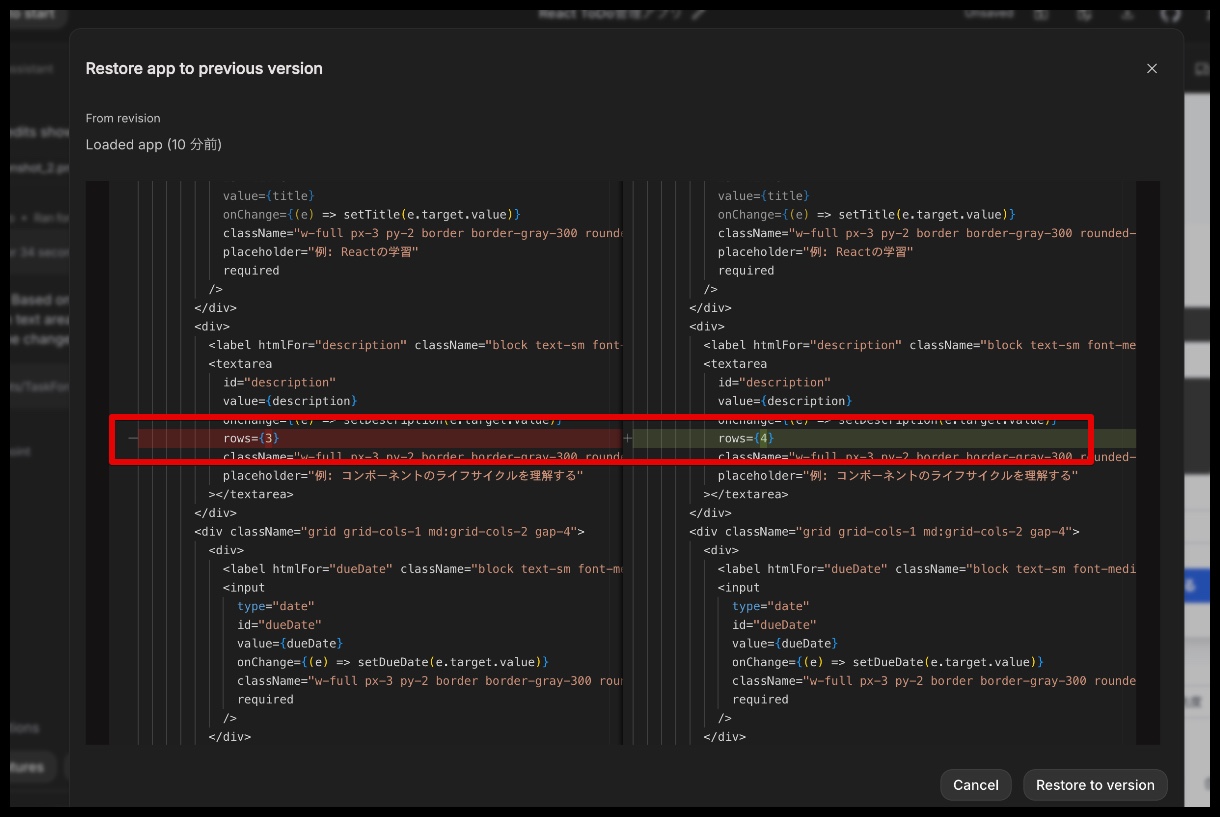 React ToDo管理アプリ
Unsaved
Restore app to previous version
From revision
Loaded app (10 分前)
value={title}
onChange={(e) => setTitle(e.target.value)}
className="w-full px-3 py-2 border border-gray-300 rounde
placeholder="例: Reactの学習"
required
/>
</div>
<div>
<label htmlFor="description" className="block text-sm font-
<textarea
id="description"
value={description}
onChange={(e) => setDescription(e.target.value)}
− rows={3}
className="w-full px-3 py-2 border border-gray-300 rounde
placeholder="例: コンポーネントのライフサイクルを理解する"
></textarea>
</div>
<div className="grid grid-cols-1 md:grid-cols-2 gap-4">
<div>
<label htmlFor="dueDate" className="block text-sm font-m
<input
type="date"
id="dueDate"
value={dueDate}
onChange={(e) => setDueDate(e.target.value)}
className="w-full px-3 py-2 border border-gray-300 rou
required
/>
</div>
value={title}
onChange={(e) => setTitle(e.target.value)}
className="w-full px-3 py-2 border border-gray-300 rounded-
placeholder="例: Reactの学習"
required
/>
</div>
<div>
<label htmlFor="description" className="block text-sm font-me
<textarea
id="description"
value={description}
onChange={(e) => setDescription(e.target.value)}
+ rows={4}
className="w-full px-3 py-2 border border-gray-300 rounded-
placeholder="例: コンポーネントのライフサイクルを理解する"
></textarea>
</div>
<div className="grid grid-cols-1 md:grid-cols-2 gap-4">
<div>
<label htmlFor="dueDate" className="block text-sm font-medi
<input
type="date"
id="dueDate"
value={dueDate}
onChange={(e) => setDueDate(e.target.value)}
className="w-full px-3 py-2 border border-gray-300 rounde
required
/>
</div>
Cancel
Restore to version